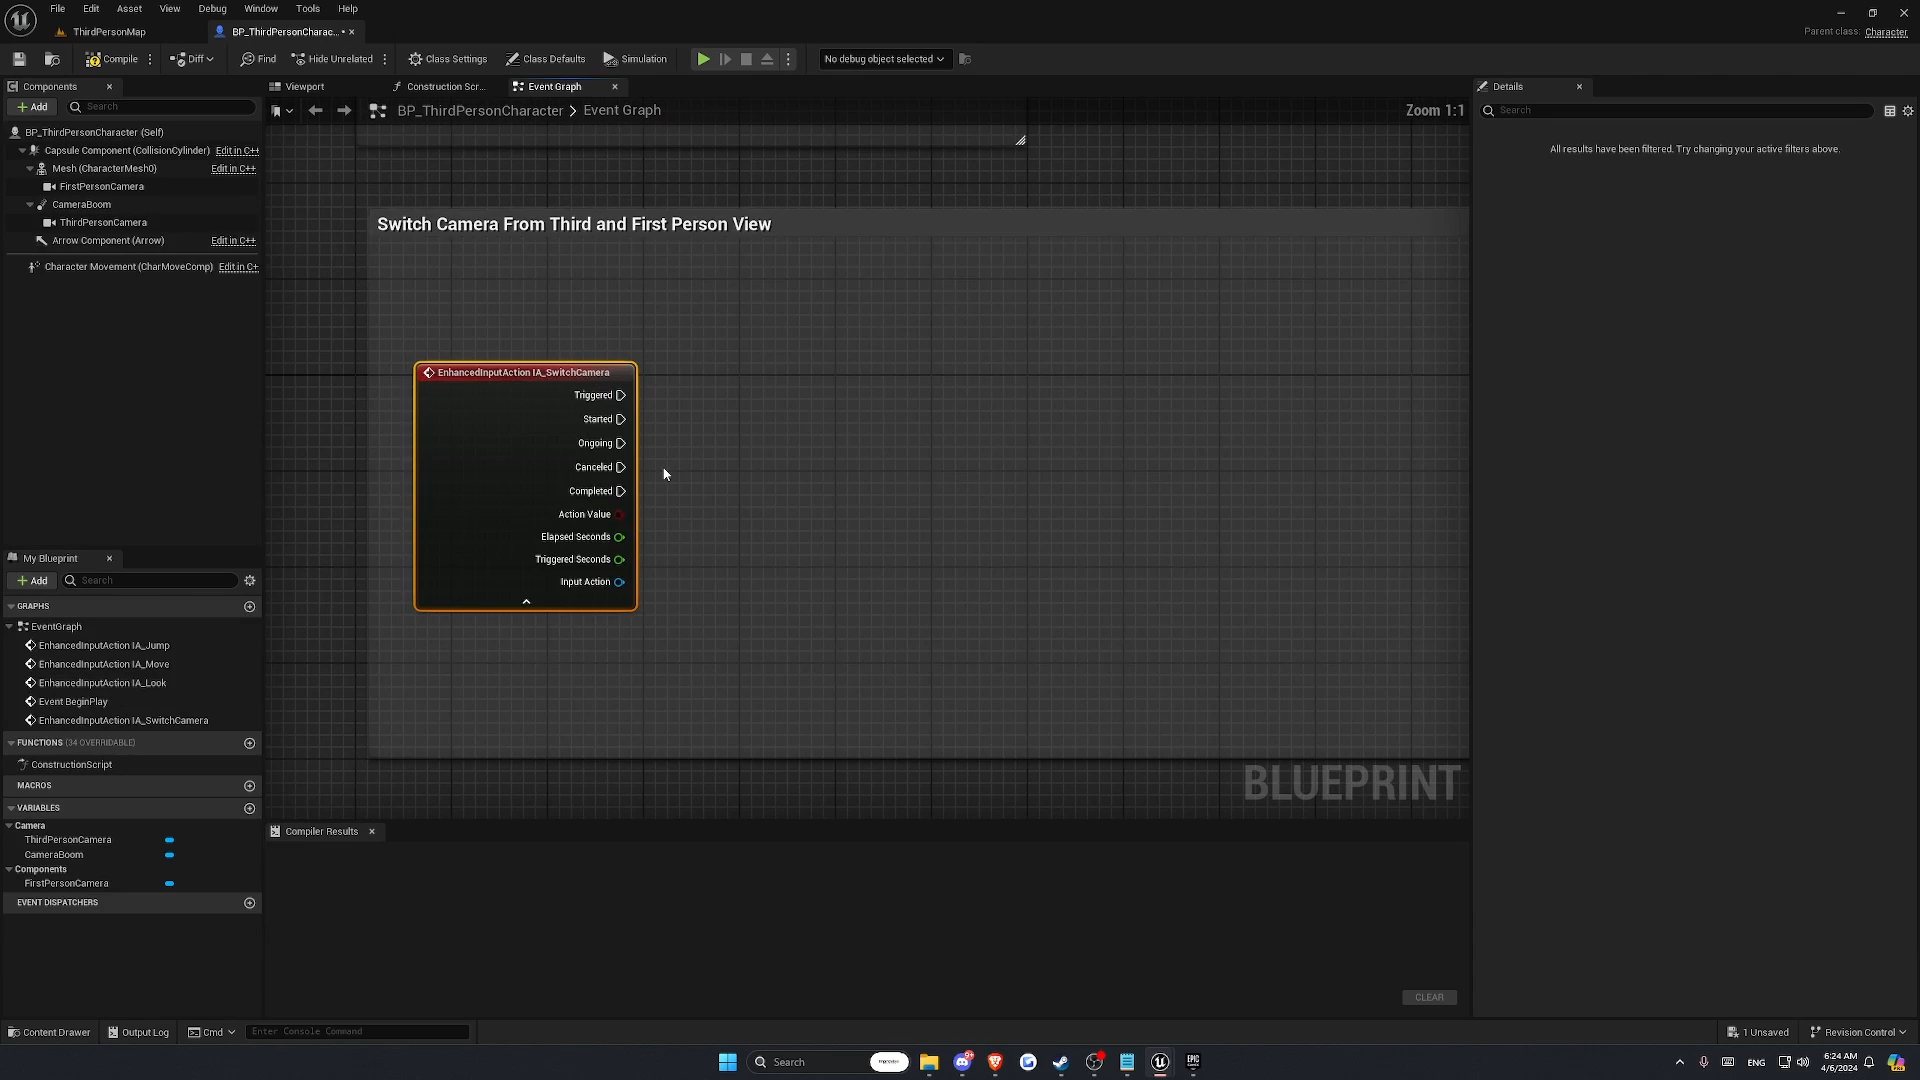 File Edit Asset View Debug Window Tools Help
ThirdPersonMap
BP_ThirdPersonCharac...
Parent class: Character
Compile
Diff
Find
Hide Unrelated
Class Settings
Class Defaults
Simulation
No debug object selected
Components
Add
Search
BP_ThirdPersonCharacter (Self)
Capsule Component (CollisionCylinder) Edit in C++
Mesh (CharacterMesh0) Edit in C++
FirstPersonCamera
CameraBoom
ThirdPersonCamera
Arrow Component (Arrow) Edit in C++
Character Movement (CharMoveComp) Edit in C+
Viewport
Construction Scr...
Event Graph
BP_ThirdPersonCharacter > Event Graph
Zoom 1:1
Switch Camera From Third and First Person View
EnhancedInputAction IA_SwitchCamera
Triggered
Started
Ongoing
Canceled
Completed
Action Value
Elapsed Seconds
Triggered Seconds
Input Action
BLUEPRINT
Details
Search
All results have been filtered. Try changing your active filters above.
My Blueprint
Add
Search
GRAPHS
EventGraph
EnhancedInputAction IA_Jump
EnhancedInputAction IA_Move
EnhancedInputAction IA_Look
Event BeginPlay
EnhancedInputAction IA_SwitchCamera
FUNCTIONS (34 OVERRIDABLE)
ConstructionScript
MACROS
VARIABLES
Camera
ThirdPersonCamera
CameraBoom
Components
FirstPersonCamera
EVENT DISPATCHERS
Compiler Results
CLEAR
Content Drawer
Output Log
Cmd
Enter Console Command
1 Unsaved
Revision Control
Search
ENG
6:24 AM
4/6/2024